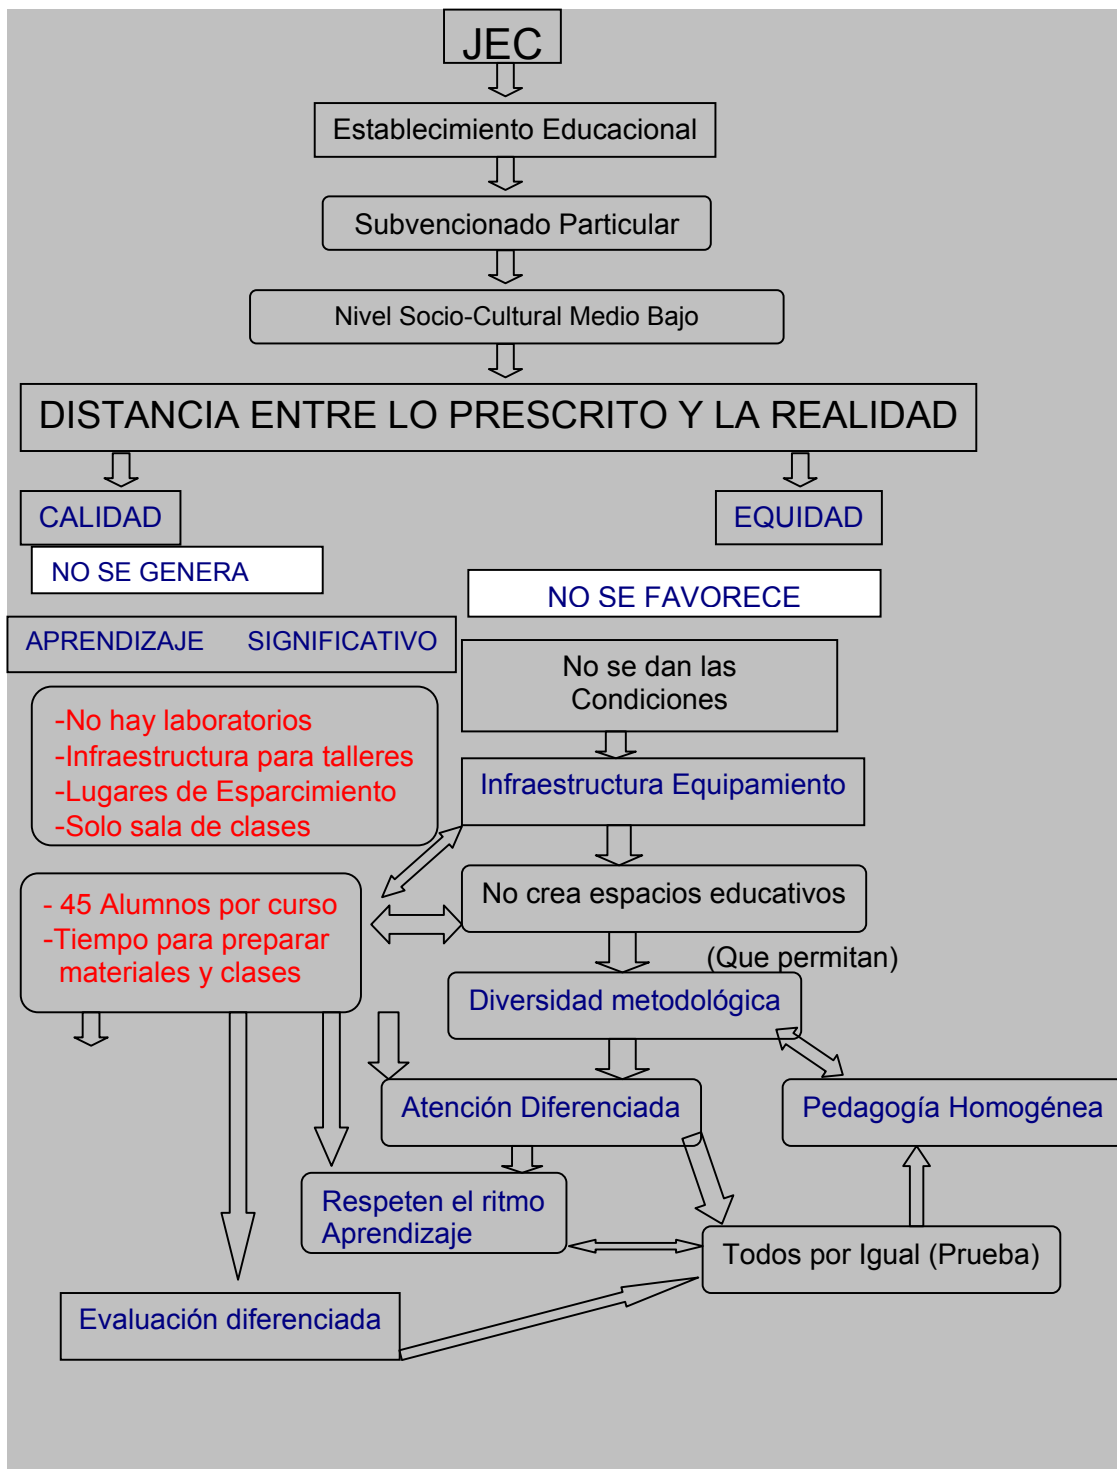 JEC
Establecimiento Educacional
Subvencionado Particular
Nivel Socio-Cultural Medio Bajo
DISTANCIA ENTRE LO PRESCRITO Y LA REALIDAD
CALIDAD
EQUIDAD
NO SE GENERA
NO SE FAVORECE
APRENDIZAJE SIGNIFICATIVO
No se dan las
Condiciones
-No hay laboratorios
-Infraestructura para talleres
-Lugares de Esparcimiento
-Solo sala de clases
Infraestructura Equipamiento
No crea espacios educativos
- 45 Alumnos por curso
-Tiempo para preparar
materiales y clases
(Que permitan)
Diversidad metodológica
Atención Diferenciada
Pedagogía Homogénea
Respeten el ritmo
Aprendizaje
Todos por Igual (Prueba)
Evaluación diferenciada